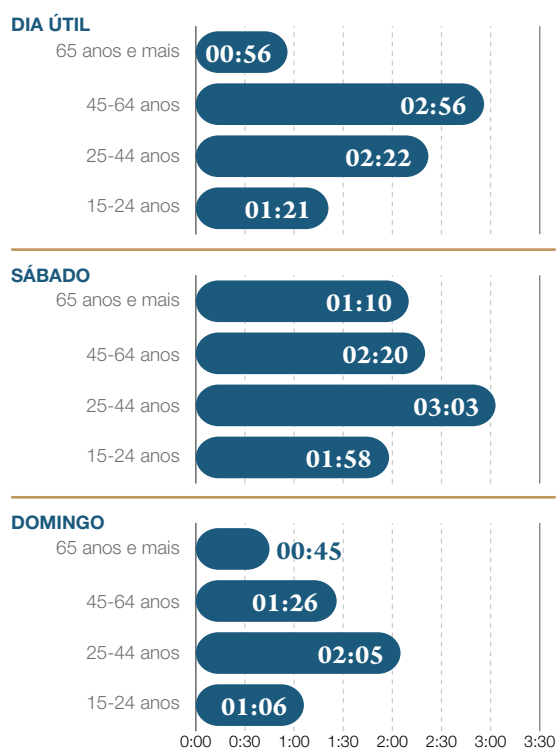 DIA ÚTIL
65 anos e mais 00:56
45-64 anos 02:56
25-44 anos 02:22
15-24 anos 01:21
SÁBADO
65 anos e mais 01:10
45-64 anos 02:20
25-44 anos 03:03
15-24 anos 01:58
DOMINGO
65 anos e mais 00:45
45-64 anos 01:26
25-44 anos 02:05
15-24 anos 01:06
0:00 0:30 1:00 1:30 2:00 2:30 3:00 3:30